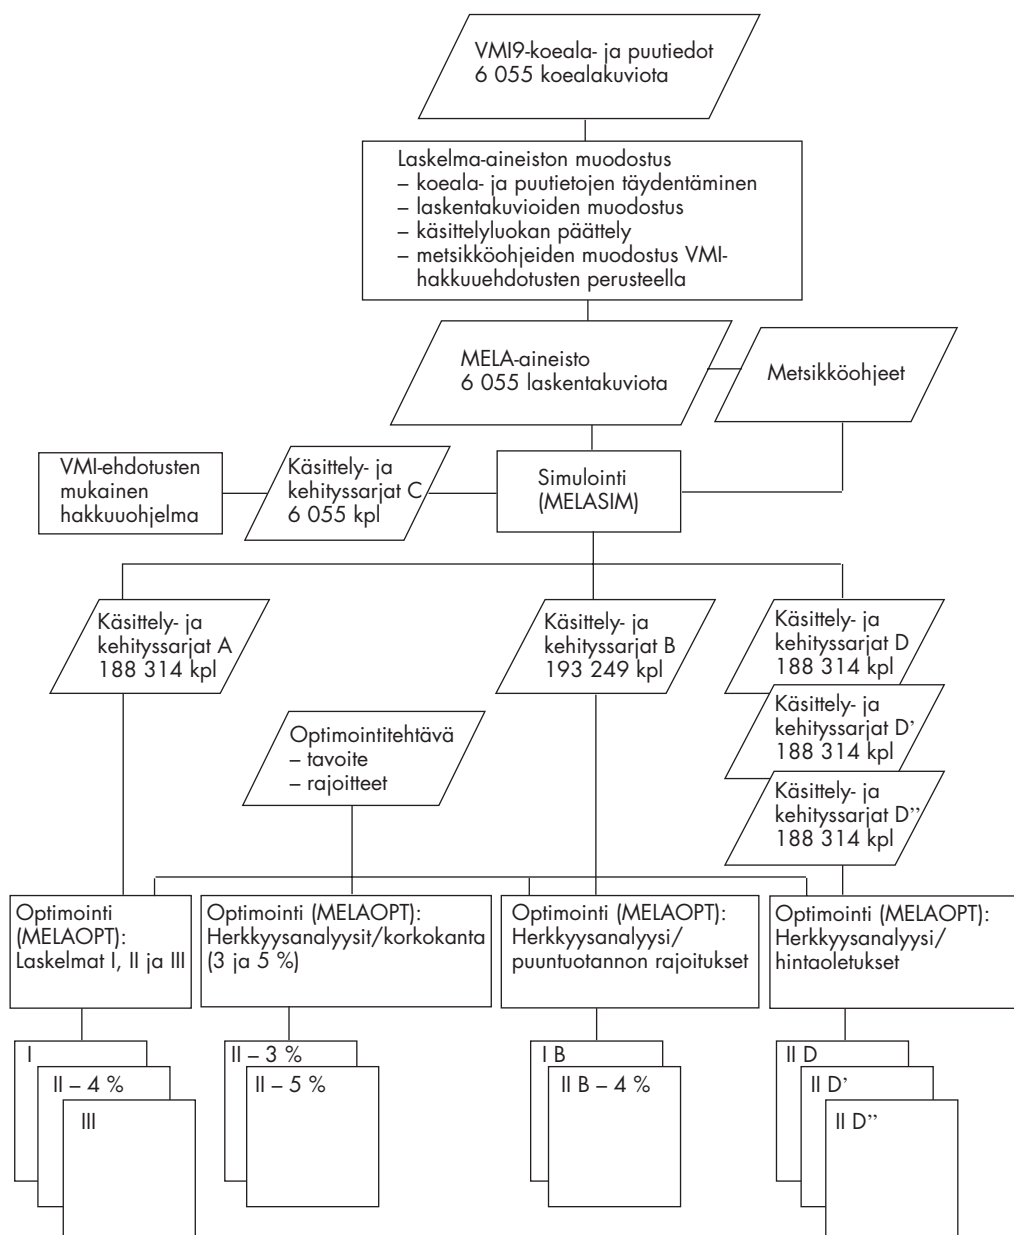 VMI9-koeala- ja puutiedot
6 055 koealakuviota
Laskelma-aineiston muodostus
– koeala- ja puutietojen täydentäminen
– laskentakuvioiden muodostus
– käsittelyluokan päättely
– metsikköohjeiden muodostus VMI-
hakkuuehdotusten perusteella
MELA-aineisto
6 055 laskentakuviota
Metsikköohjeet
VMI-ehdotusten
mukainen
hakkuuohjelma
Käsittely- ja
kehityssarjat C
6 055 kpl
Simulointi
(MELASIM)
Käsittely- ja
kehityssarjat A
188 314 kpl
Käsittely- ja
kehityssarjat B
193 249 kpl
Käsittely- ja
kehityssarjat D
188 314 kpl
Käsittely- ja
kehityssarjat D’
188 314 kpl
Käsittely- ja
kehityssarjat D’’
188 314 kpl
Optimointitehtävä
– tavoite
– rajoitteet
Optimointi
(MELAOPT):
Laskelmat I, II ja III
Optimointi (MELAOPT):
Herkkyysanalyysit/korkokanta
(3 ja 5 %)
Optimointi (MELAOPT):
Herkkyysanalyysi/
puuntuotannon rajoitukset
Optimointi (MELAOPT):
Herkkyysanalyysi/
hintaoletukset
I
II – 4 %
III
II – 3 %
II – 5 %
I B
II B – 4 %
II D
II D’
II D’’